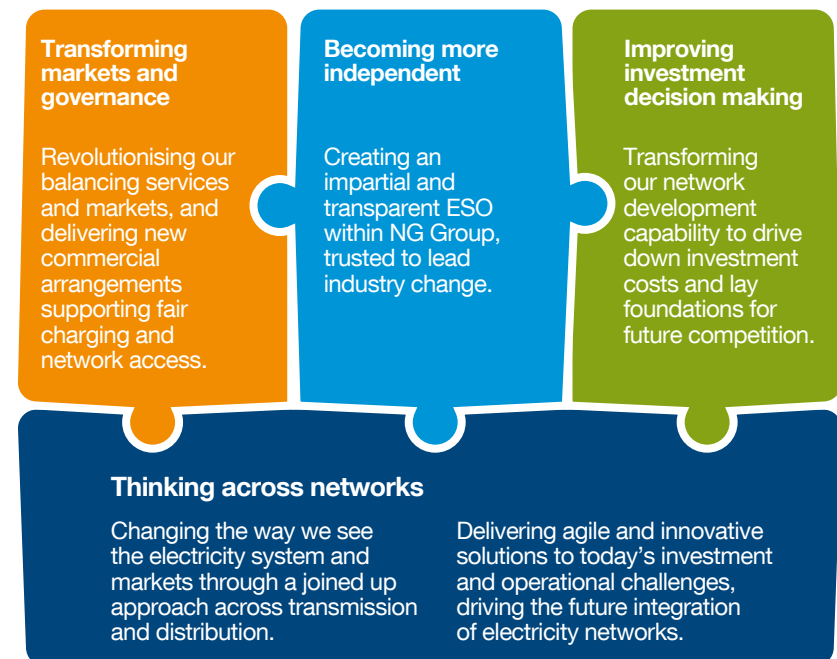 Transforming
markets and
governance
Revolutionising our
balancing services
and markets, and
delivering new
commercial
arrangements
supporting fair
charging and
network access.
Becoming more
independent
Creating an
impartial and
transparent ESO
within NG Group,
trusted to lead
industry change.
Improving
investment
decision making
Transforming
our network
development
capability to drive
down investment
costs and lay
foundations for
future competition.
Thinking across networks
Changing the way we see
the electricity system and
markets through a joined up
approach across transmission
and distribution.
Delivering agile and innovative
solutions to today’s investment
and operational challenges,
driving the future integration
of electricity networks.